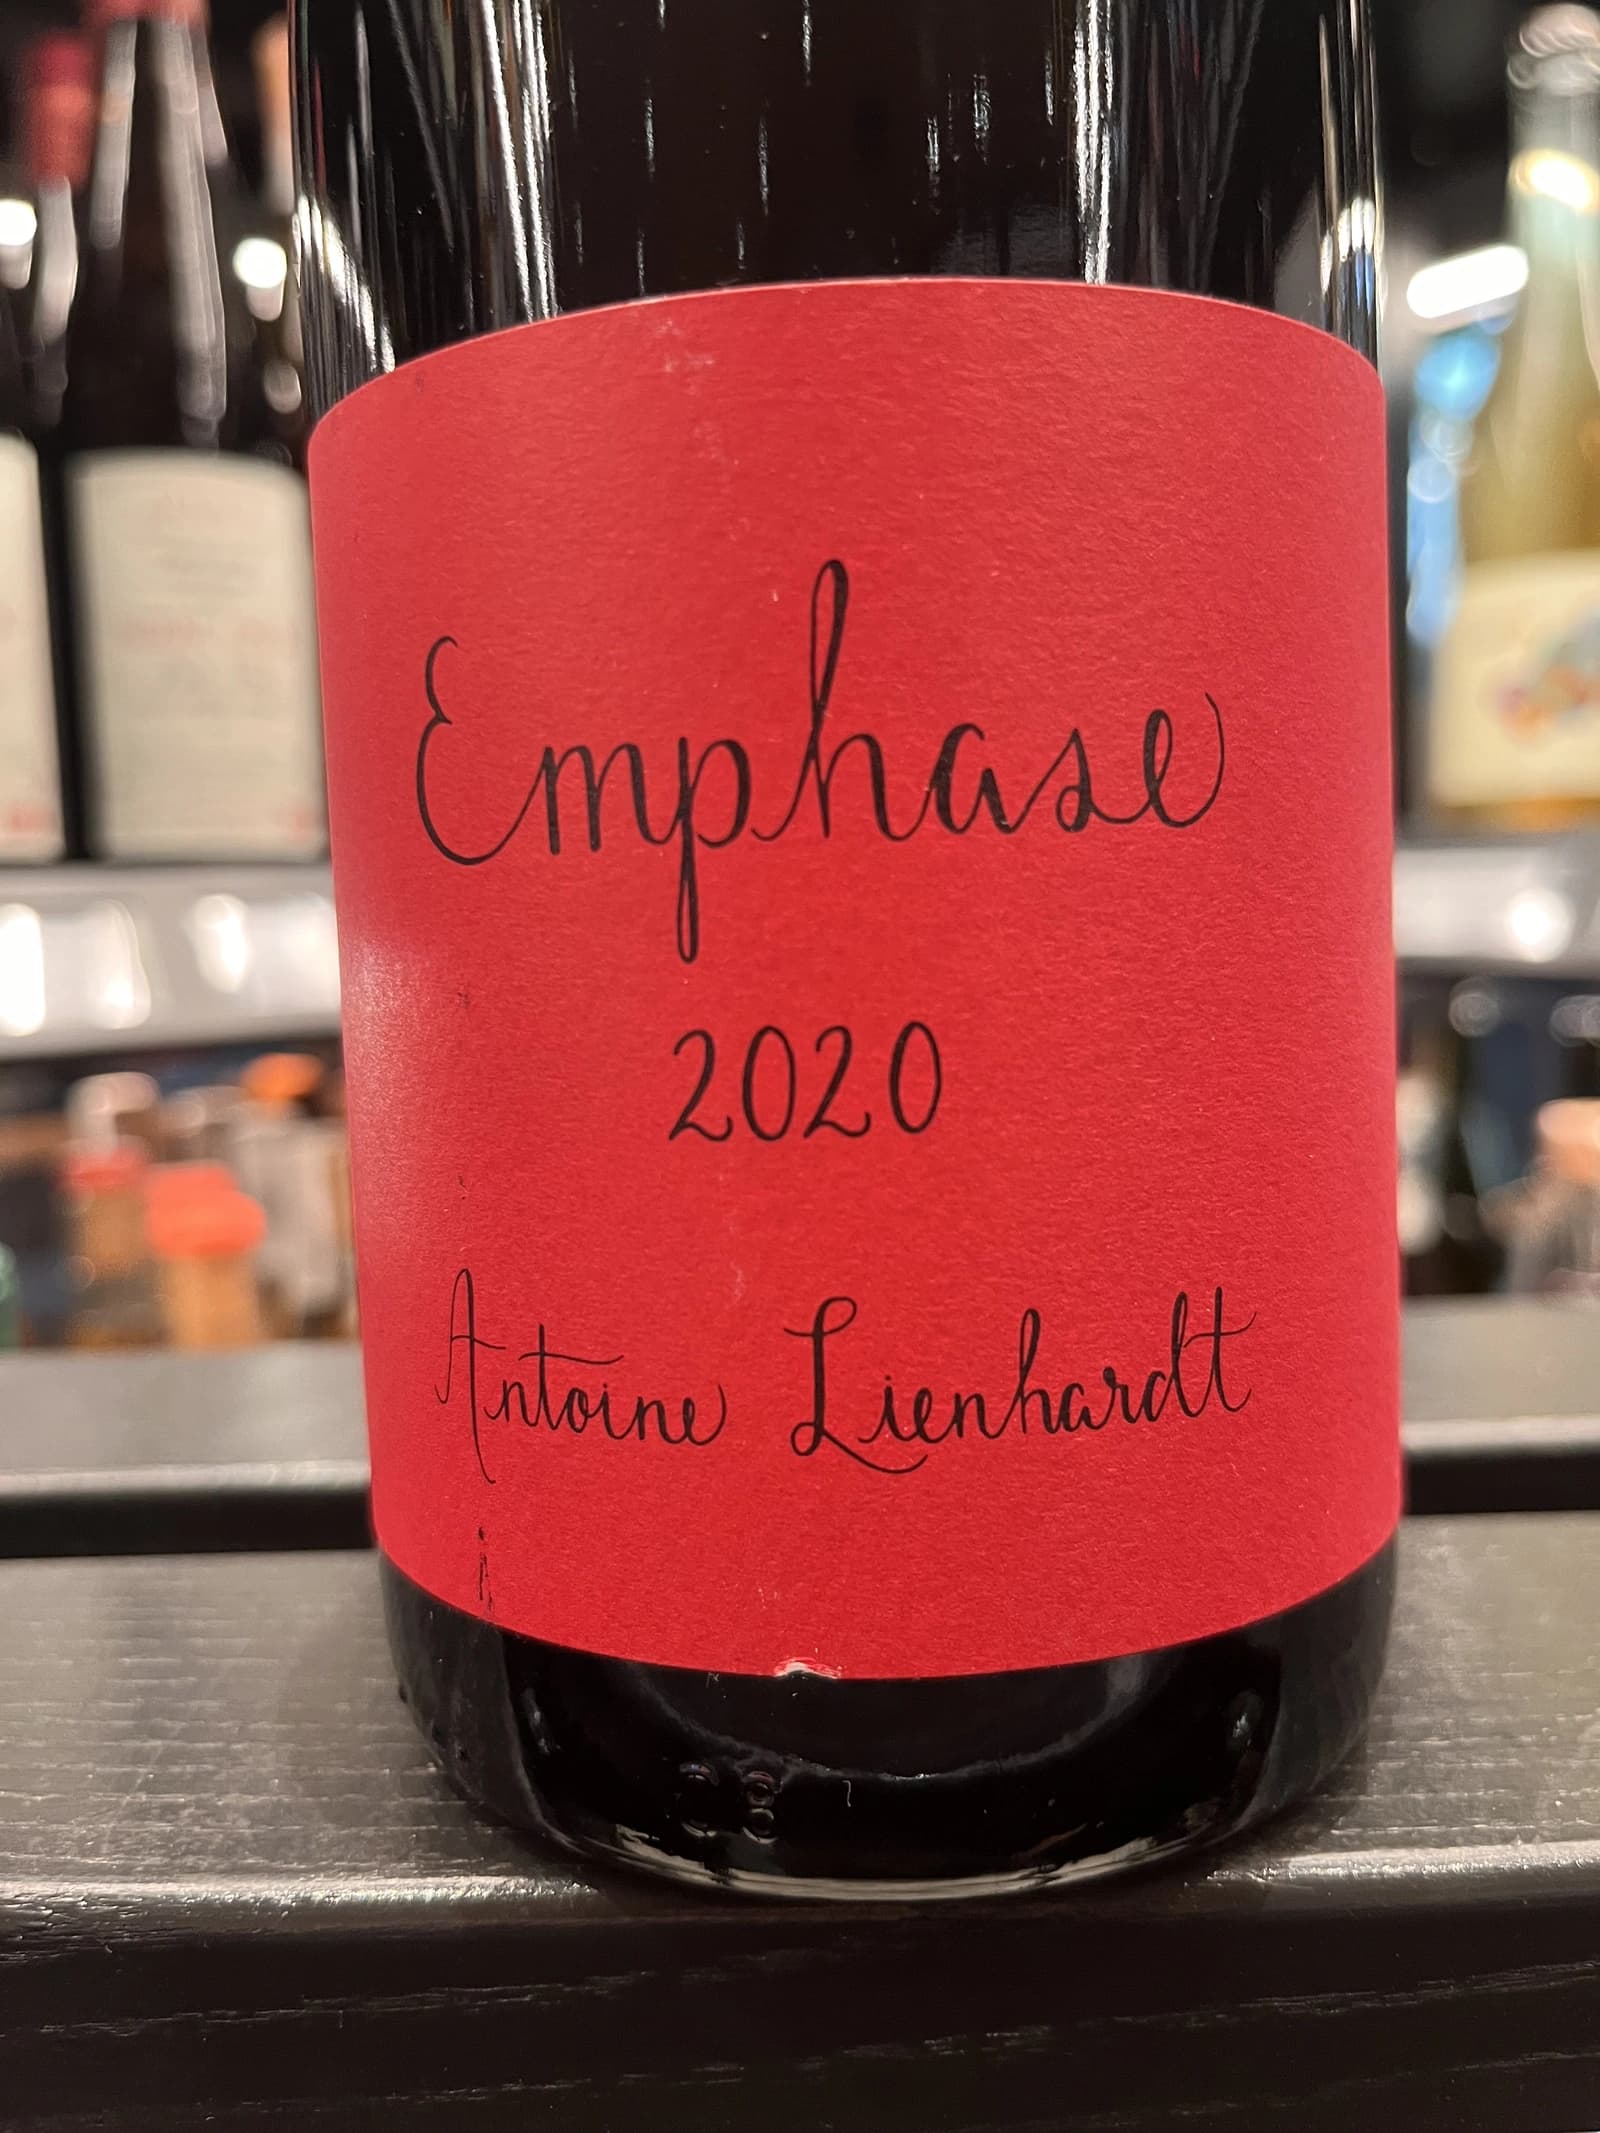 Emphase
2020
Antoine Lienhardt